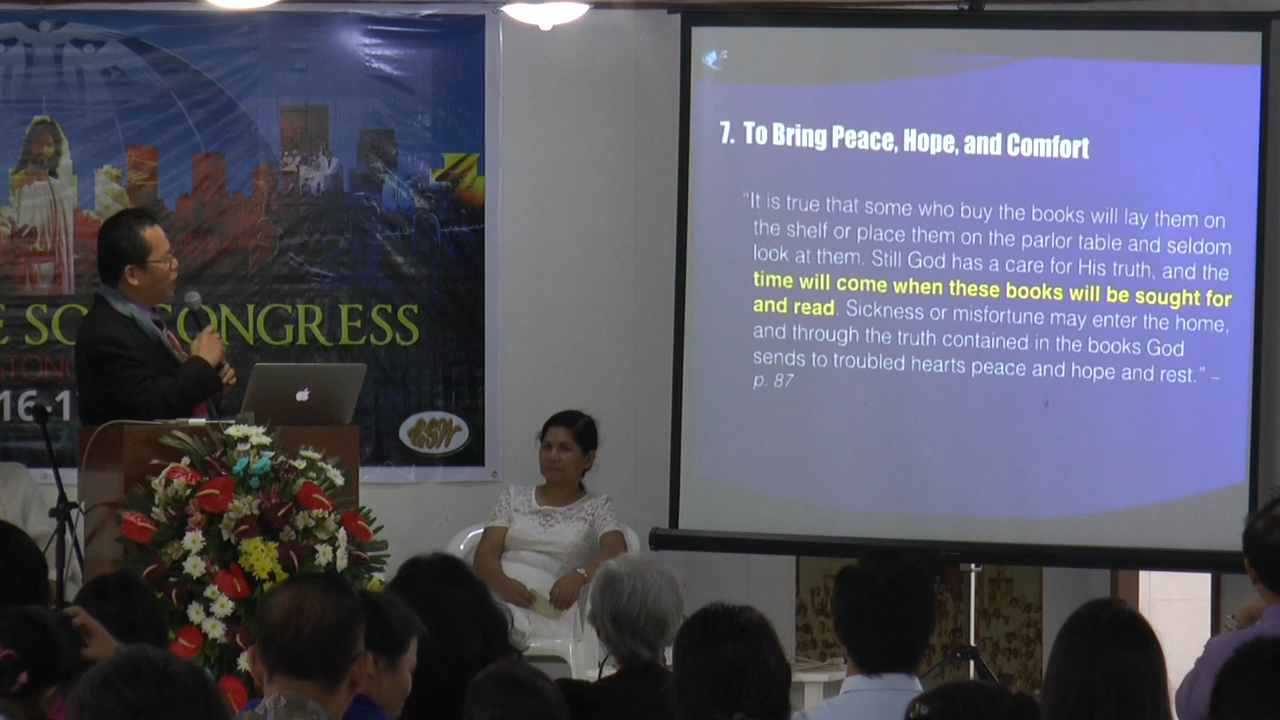 CONGRESS
16-1
GSW
7. To Bring Peace, Hope, and Comfort
“It is true that some who buy the books will lay them on
the shelf or place them on the parlor table and seldom
look at them. Still God has a care for His truth, and the
time will come when these books will be sought for
and read. Sickness or misfortune may enter the home,
and through the truth contained in the books God
sends to troubled hearts peace and hope and rest.” –
p. 87